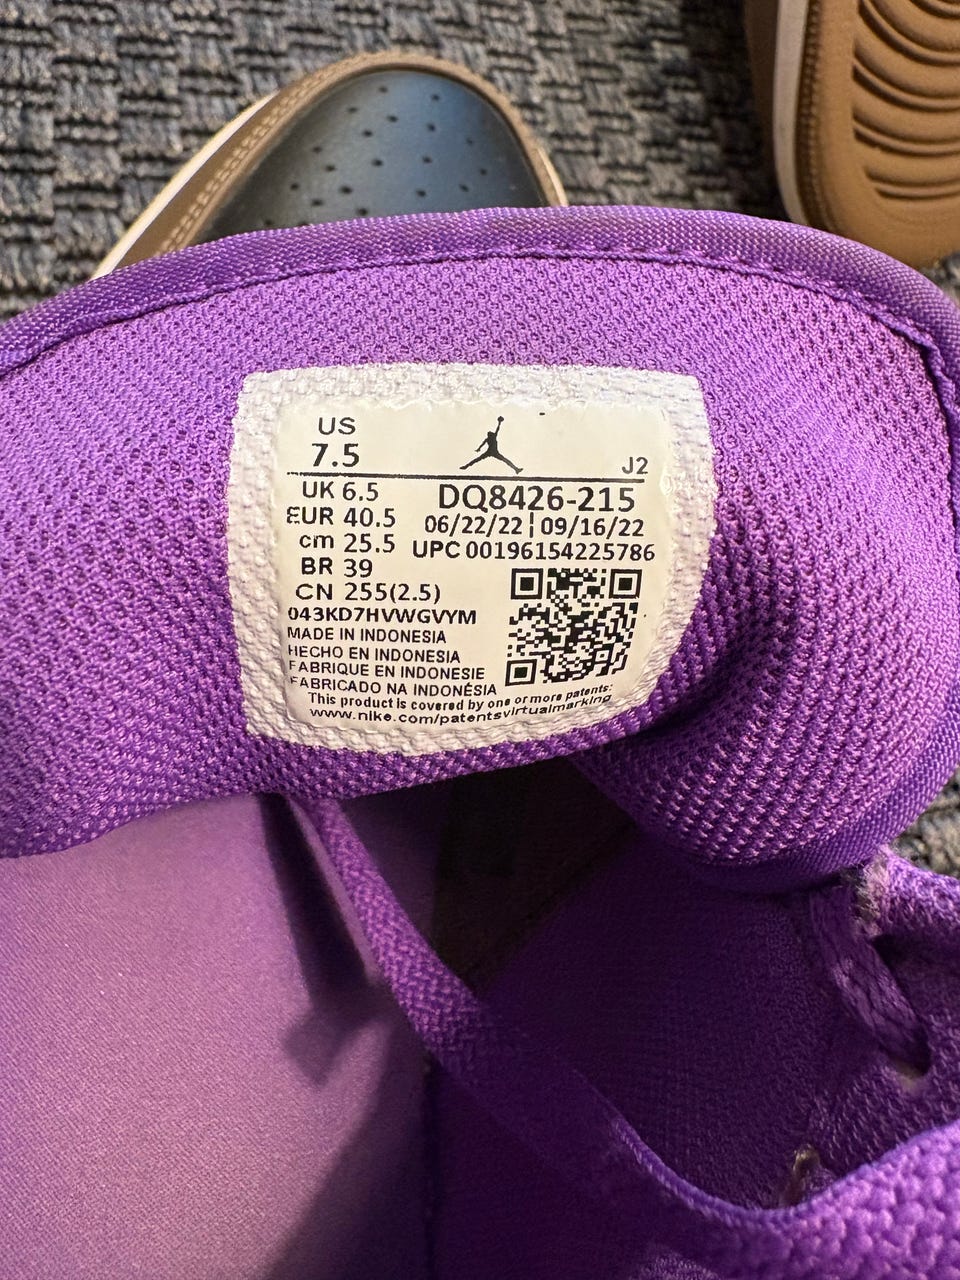 US
7.5
J2
UK 6.5
EUR 40.5
cm 25.5
BR 39
CN 255(2.5)
DQ8426-215
06/22/22 | 09/16/22
UPC 00196154225786
043KD7HVWGVYM
MADE IN INDONESIA
HECHO EN INDONESIA
FABRIQUE EN INDONESIE
FABRICADO NA INDONÉSIA
This product is covered by one or more patents:
www.nike.com/patentsvirtualmarking